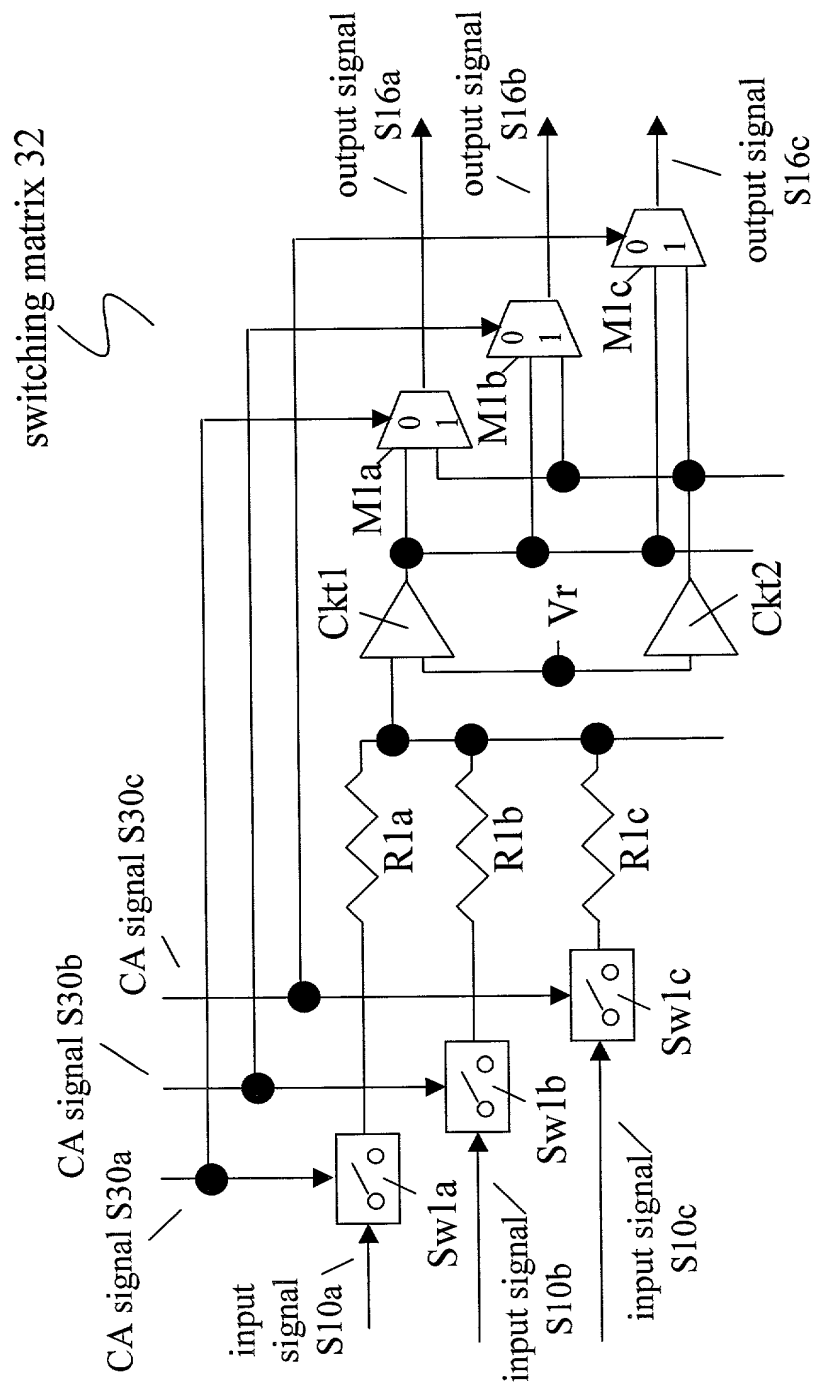 switching matrix 32
CA signal S30a
CA signal S30b
CA signal S30c
input
signal
S10a
input signal
S10b
input signal
S10c
Sw1a
Sw1b
Sw1c
R1a
R1b
R1c
Ckt1
Vr
Ckt2
M1a
0
1
M1b
0
1
M1c
0
1
output signal
S16a
output signal
S16b
output signal
S16c